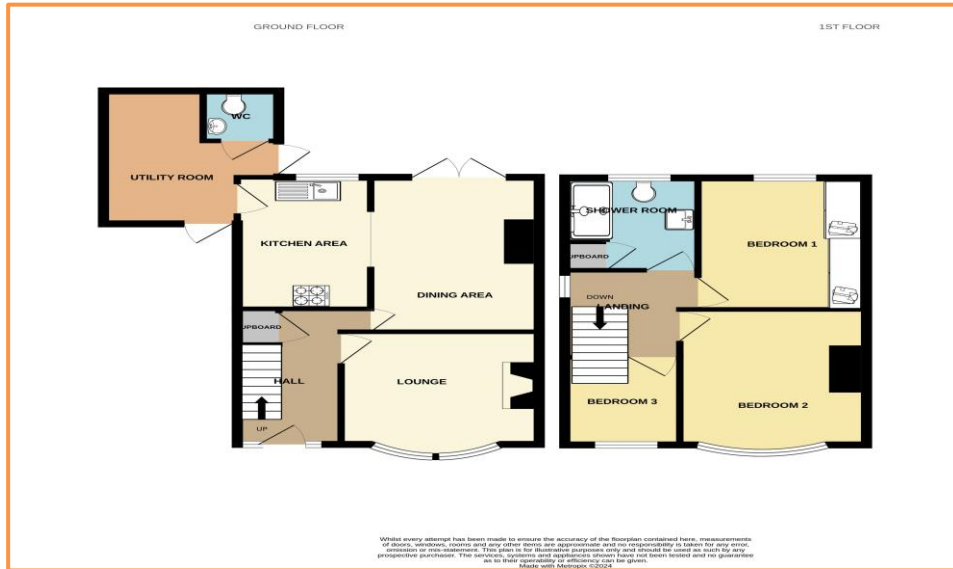 GROUND FLOOR
1ST FLOOR
WC
UTILITY ROOM
KITCHEN AREA
DINING AREA
UPBOARD
HALL
LOUNGE
UP
SHOWER ROOM
UPBOARD
BEDROOM 1
DOWN
LANDING
BEDROOM 3
BEDROOM 2
Whilst every attempt has been made to ensure the accuracy of the floorplan contained here, measurements
of doors, windows, rooms and any other items are approximate and no responsibility is taken for any error,
omission or mis-statement. This plan is for illustrative purposes only and should be used as such by any
prospective purchaser. The services, systems and appliances shown have not been tested and no guarantee
as to their operability or efficiency can be given.
Made with Metropix ©2024